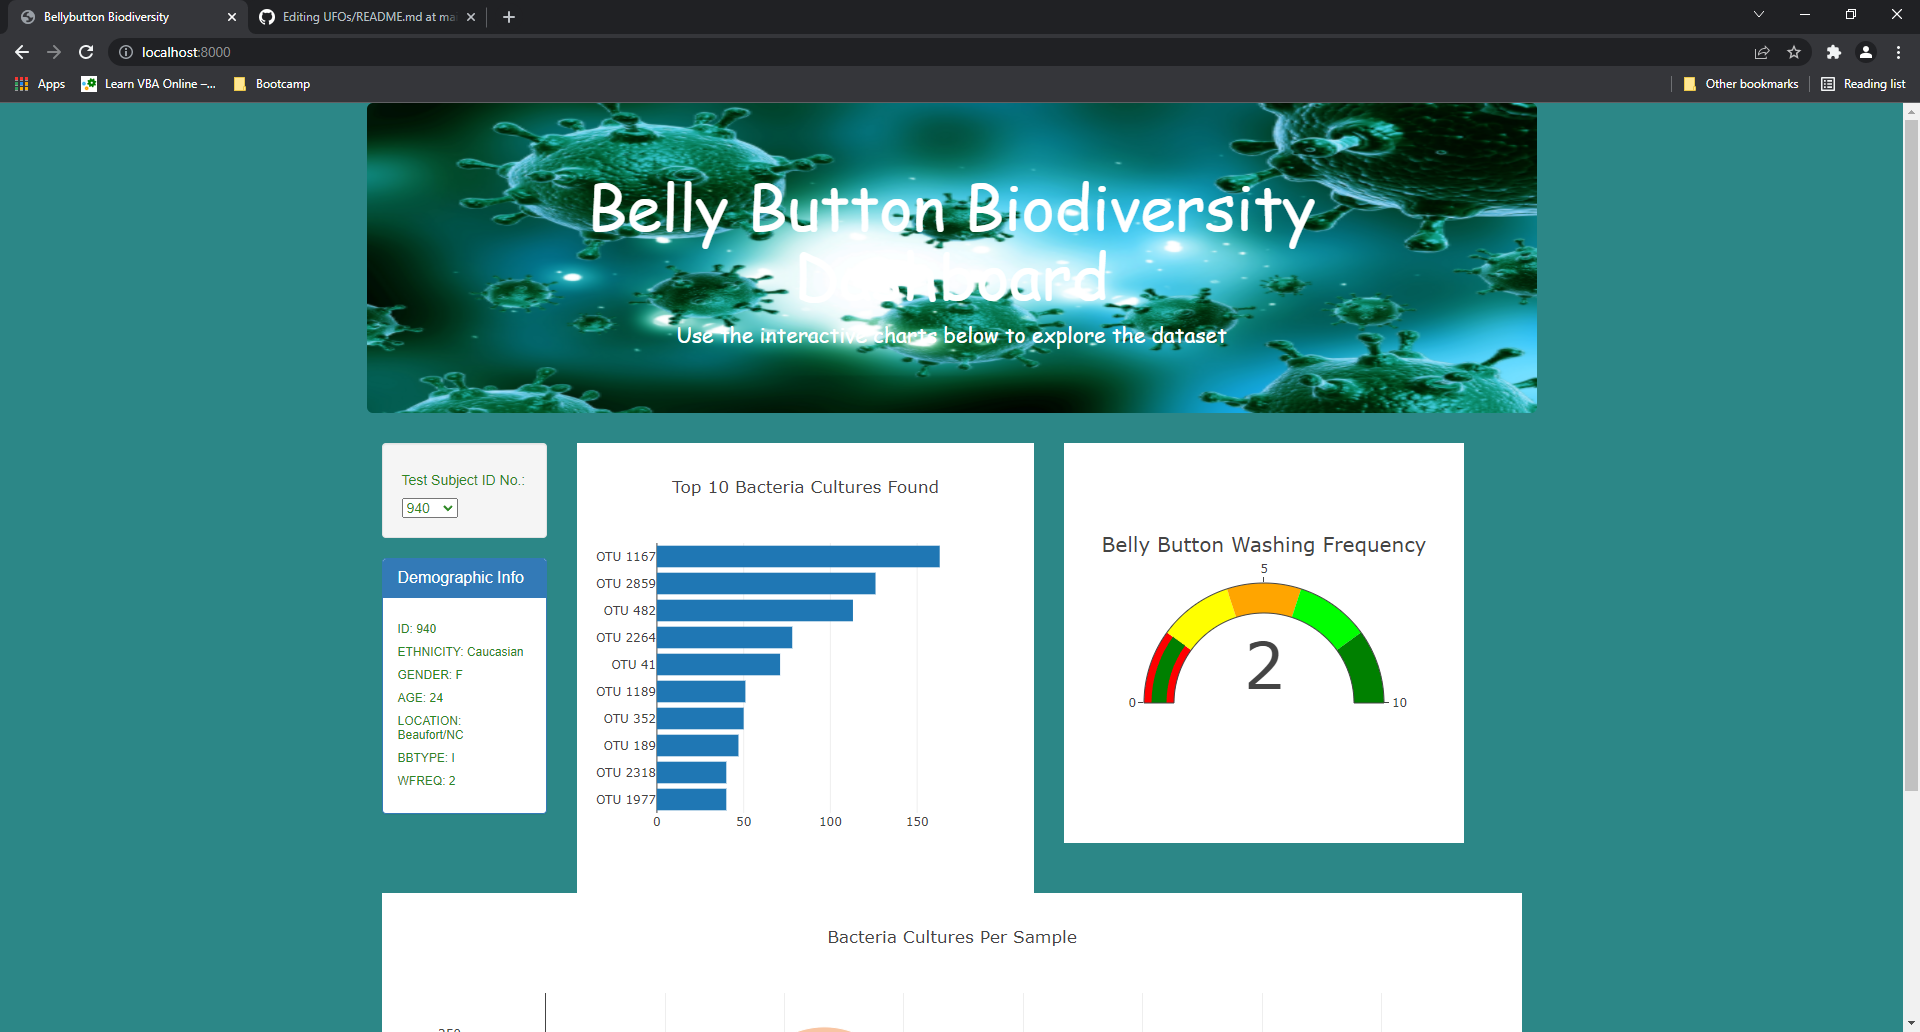 Bellybutton Biodiversity
Editing UFOs/README.md at ma
localhost:8000
Apps
Learn VBA Online –...
Bootcamp
Other bookmarks
Reading list
Belly Button Biodiversity
Dashboard
Use the interactive charts below to explore the dataset
Test Subject ID No.:
940
Demographic Info
ID: 940
ETHNICITY: Caucasian
GENDER: F
AGE: 24
LOCATION:
Beaufort/NC
BBTYPE: I
WFREQ: 2
Top 10 Bacteria Cultures Found
OTU 1167
OTU 2859
OTU 482
OTU 2264
OTU 41
OTU 1189
OTU 352
OTU 189
OTU 2318
OTU 1977
0 50 100 150
Belly Button Washing Frequency
5
2
0 10
Bacteria Cultures Per Sample